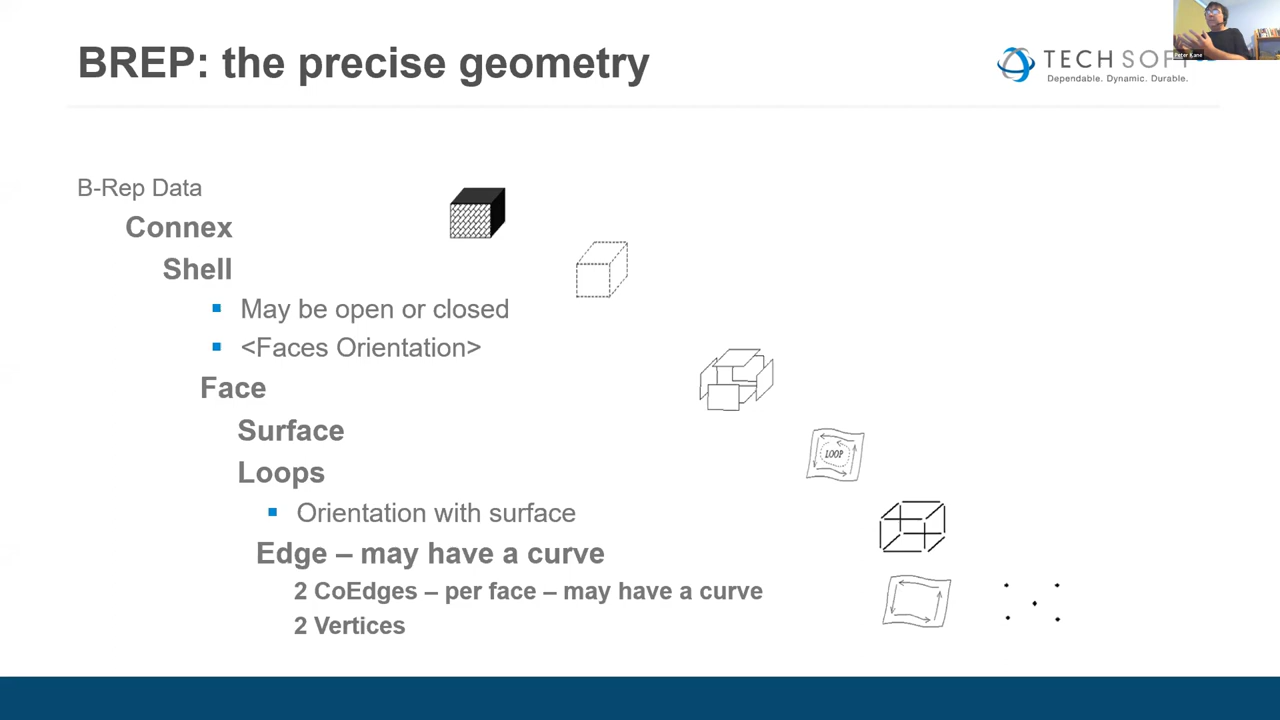 BREP: the precise geometry
TECH SOFT
Dependable. Dynamic. Durable.
Peter Kane
B-Rep Data
Connex
Shell
May be open or closed
<Faces Orientation>
Face
Surface
Loops
LOOP
Orientation with surface
Edge – may have a curve
2 CoEdges – per face – may have a curve
2 Vertices